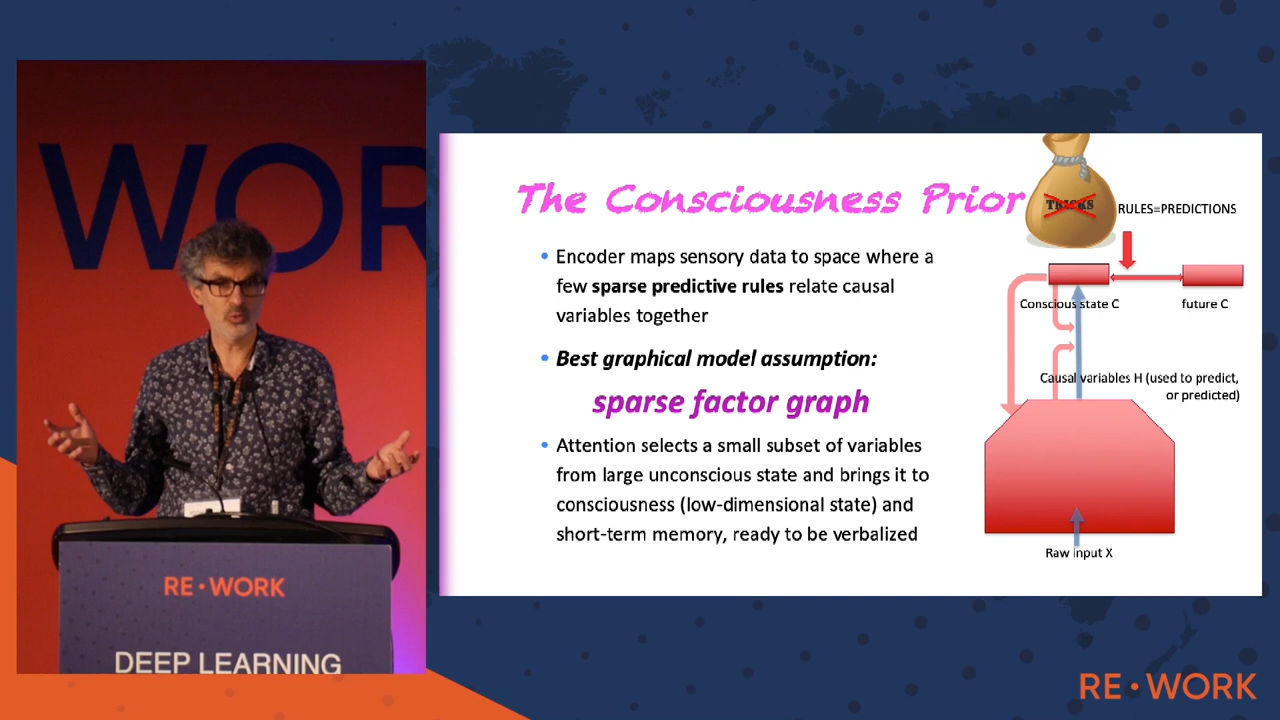 WOR
RE•WORK
DEEP LEARNING
The Consciousness Prior
TRICKS
RULES=PREDICTIONS
• Encoder maps sensory data to space where a
few sparse predictive rules relate causal
variables together
• Best graphical model assumption:
sparse factor graph
• Attention selects a small subset of variables
from large unconscious state and brings it to
consciousness (low-dimensional state) and
short-term memory, ready to be verbalized
Conscious state C
future C
Causal variables H (used to predict,
or predicted)
Raw input X
RE•WORK